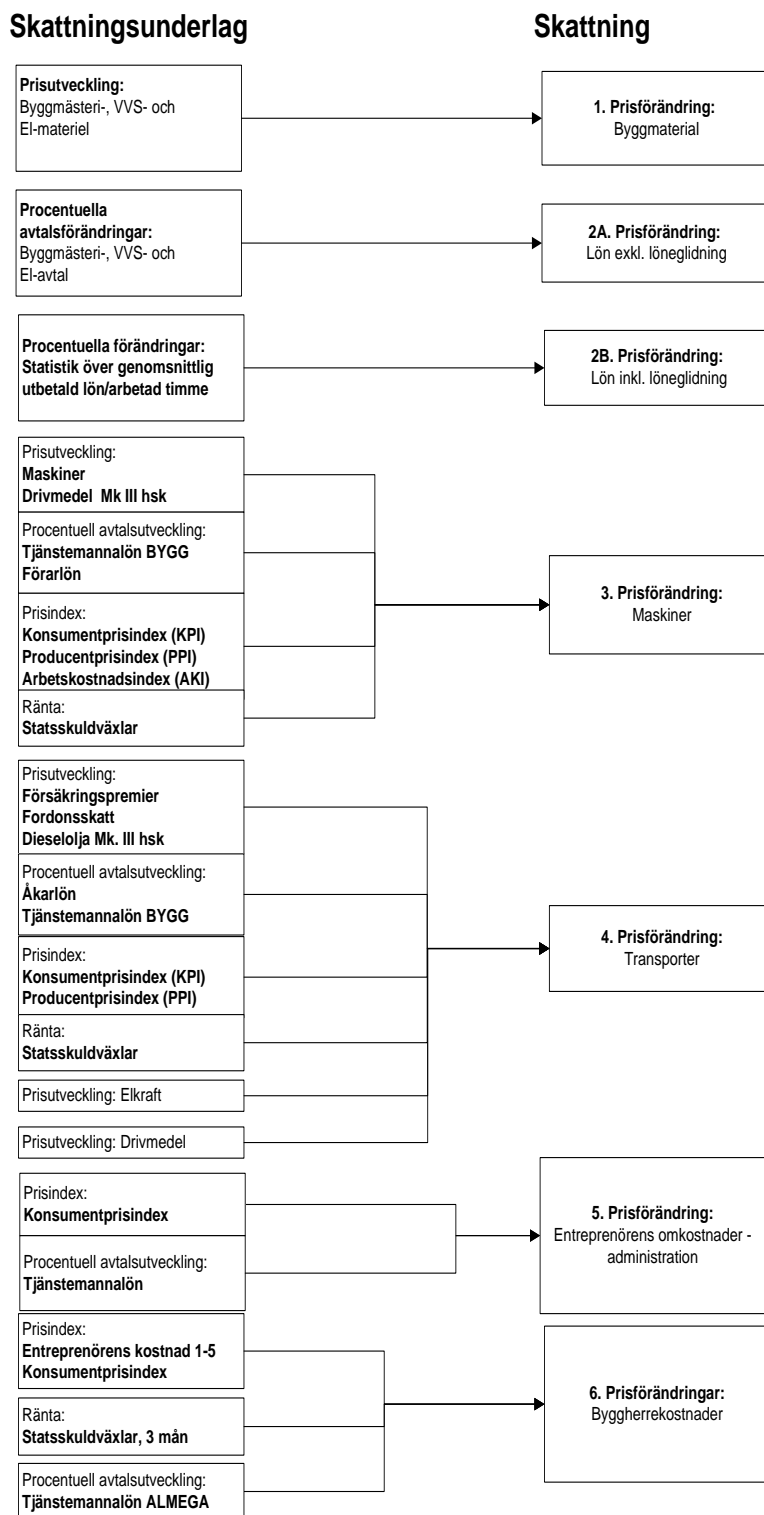 Skattningsunderlag
Skattning
Prisutveckling:
Byggmästeri-, VVS- och
El-materiel
1. Prisförändring:
Byggmaterial
Procentuella
avtalsförändringar:
Byggmästeri-, VVS- och
El-avtal
2A. Prisförändring:
Lön exkl. löneglidning
Procentuella förändringar:
Statistik över genomsnittlig
utbetald lön/arbetad timme
2B. Prisförändring:
Lön inkl. löneglidning
Prisutveckling:
Maskiner
Drivmedel Mk III hsk
Procentuell avtalsutveckling:
Tjänstemannalön BYGG
Förarlön
Prisindex:
Konsumentprisindex (KPI)
Producentprisindex (PPI)
Arbetskostnadsindex (AKI)
Ränta:
Statsskuldväxlar
3. Prisförändring:
Maskiner
Prisutveckling:
Försäkringspremier
Fordonsskatt
Dieselolja Mk. III hsk
Procentuell avtalsutveckling:
Åkarlön
Tjänstemannalön BYGG
Prisindex:
Konsumentprisindex (KPI)
Producentprisindex (PPI)
Ränta:
Statsskuldväxlar
Prisutveckling: Elkraft
Prisutveckling: Drivmedel
4. Prisförändring:
Transporter
Prisindex:
Konsumentprisindex
Procentuell avtalsutveckling:
Tjänstemannalön
5. Prisförändring:
Entreprenörens omkostnader -
administration
Prisindex:
Entreprenörens kostnad 1-5
Konsumentprisindex
Ränta:
Statsskuldväxlar, 3 mån
Procentuell avtalsutveckling:
Tjänstemannalön ALMEGA
6. Prisförändringar:
Byggherrekostnader